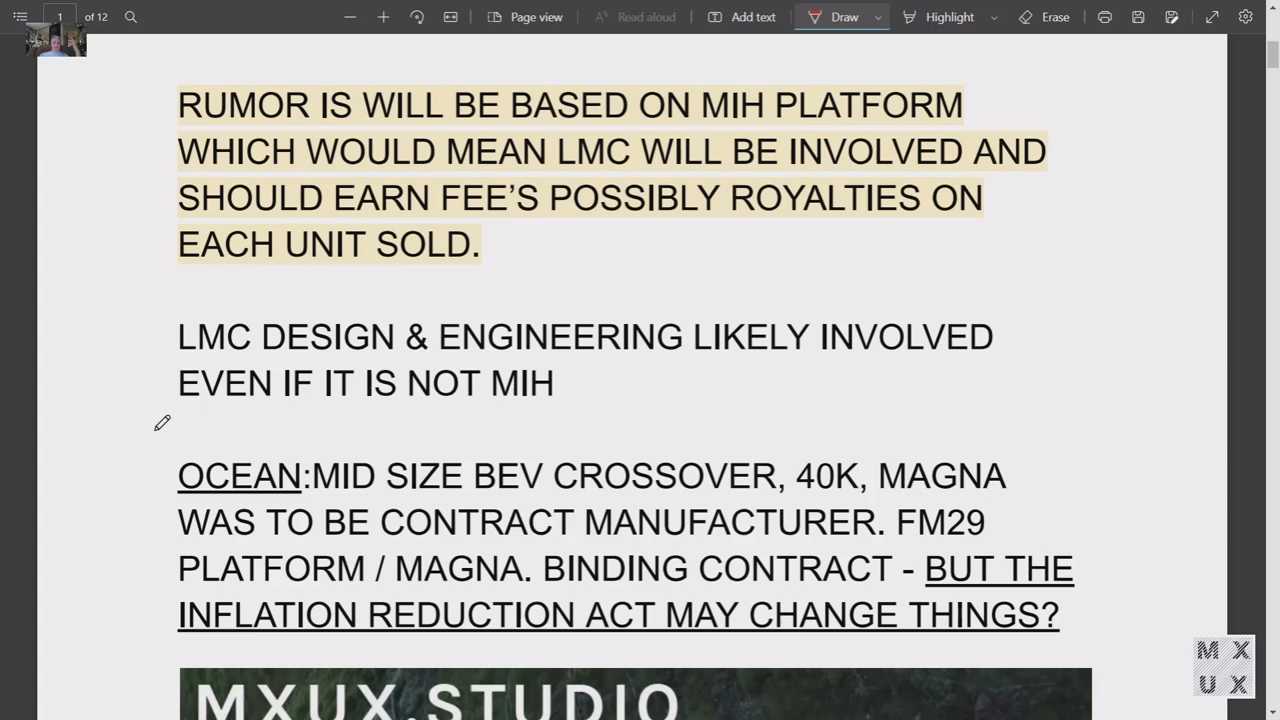 1 of 12
Page view
Read aloud
Add text
Draw
Highlight
Erase
RUMOR IS WILL BE BASED ON MIH PLATFORM
WHICH WOULD MEAN LMC WILL BE INVOLVED AND
SHOULD EARN FEE’S POSSIBLY ROYALTIES ON
EACH UNIT SOLD.
LMC DESIGN & ENGINEERING LIKELY INVOLVED
EVEN IF IT IS NOT MIH
OCEAN:MID SIZE BEV CROSSOVER, 40K, MAGNA
WAS TO BE CONTRACT MANUFACTURER. FM29
PLATFORM / MAGNA. BINDING CONTRACT - BUT THE
INFLATION REDUCTION ACT MAY CHANGE THINGS?
MXUX.STUDIO
M X
U X